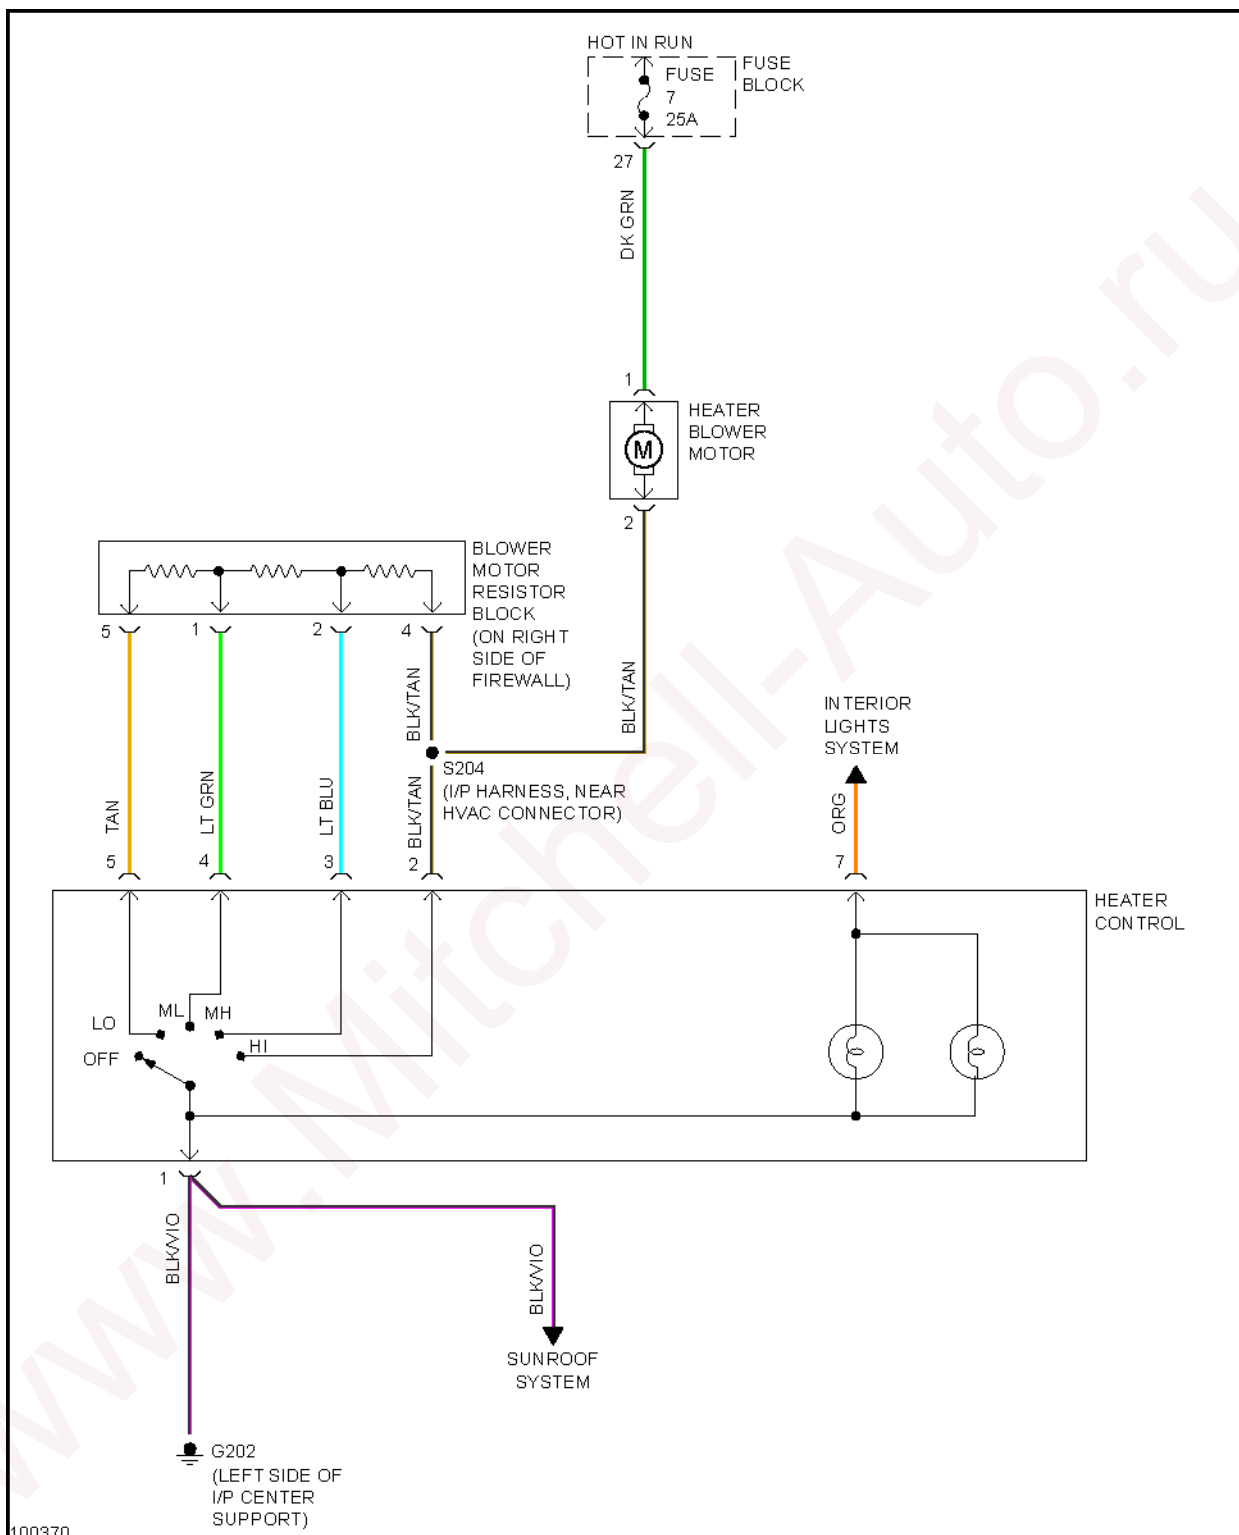 HOT IN RUN
FUSE
7
25A
FUSE
BLOCK
27
DK GRN
1
HEATER
BLOWER
MOTOR
M
2
BLOWER
MOTOR
RESISTOR
BLOCK
(ON RIGHT
SIDE OF
FIREWALL)
5
1
2
4
BLK/TAN
BLK/TAN
S204
(I/P HARNESS, NEAR
HVAC CONNECTOR)
INTERIOR
LIGHTS
SYSTEM
TAN
LT GRN
LT BLU
BLK/TAN
ORG
5
4
3
2
7
HEATER
CONTROL
LO
ML
MH
HI
OFF
1
BLK/VIO
BLK/VIO
SUNROOF
SYSTEM
G202
(LEFT SIDE OF
I/P CENTER
SUPPORT)
100370
www.Mitchell-Auto.ru